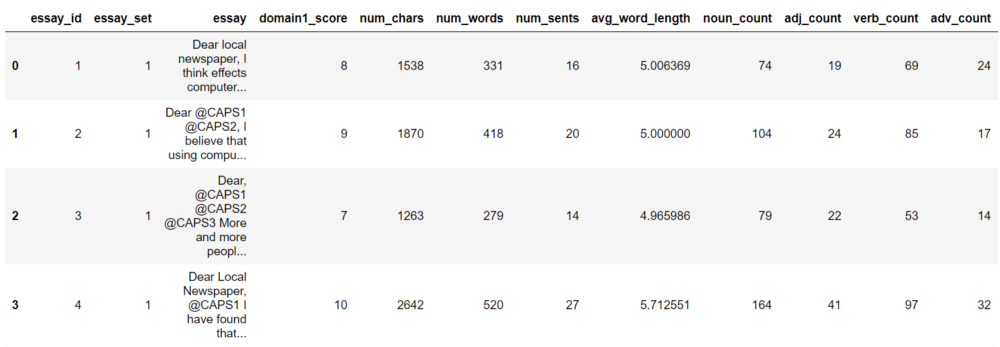 essay_id essay_set essay domain1_score num_chars num_words num_sents avg_word_length noun_count adj_count verb_count adv_count
0 1 1 Dear local
newspaper, I
think effects
computer... 8 1538 331 16 5.006369 74 19 69 24
1 2 1 Dear @CAPS1
@CAPS2, I
believe that
using compu... 9 1870 418 20 5.000000 104 24 85 17
2 3 1 Dear,
@CAPS1
@CAPS2
@CAPS3 More
and more
peopl... 7 1263 279 14 4.965986 79 22 53 14
3 4 1 Dear Local
Newspaper,
@CAPS1 I
have found
that... 10 2642 520 27 5.712551 164 41 97 32